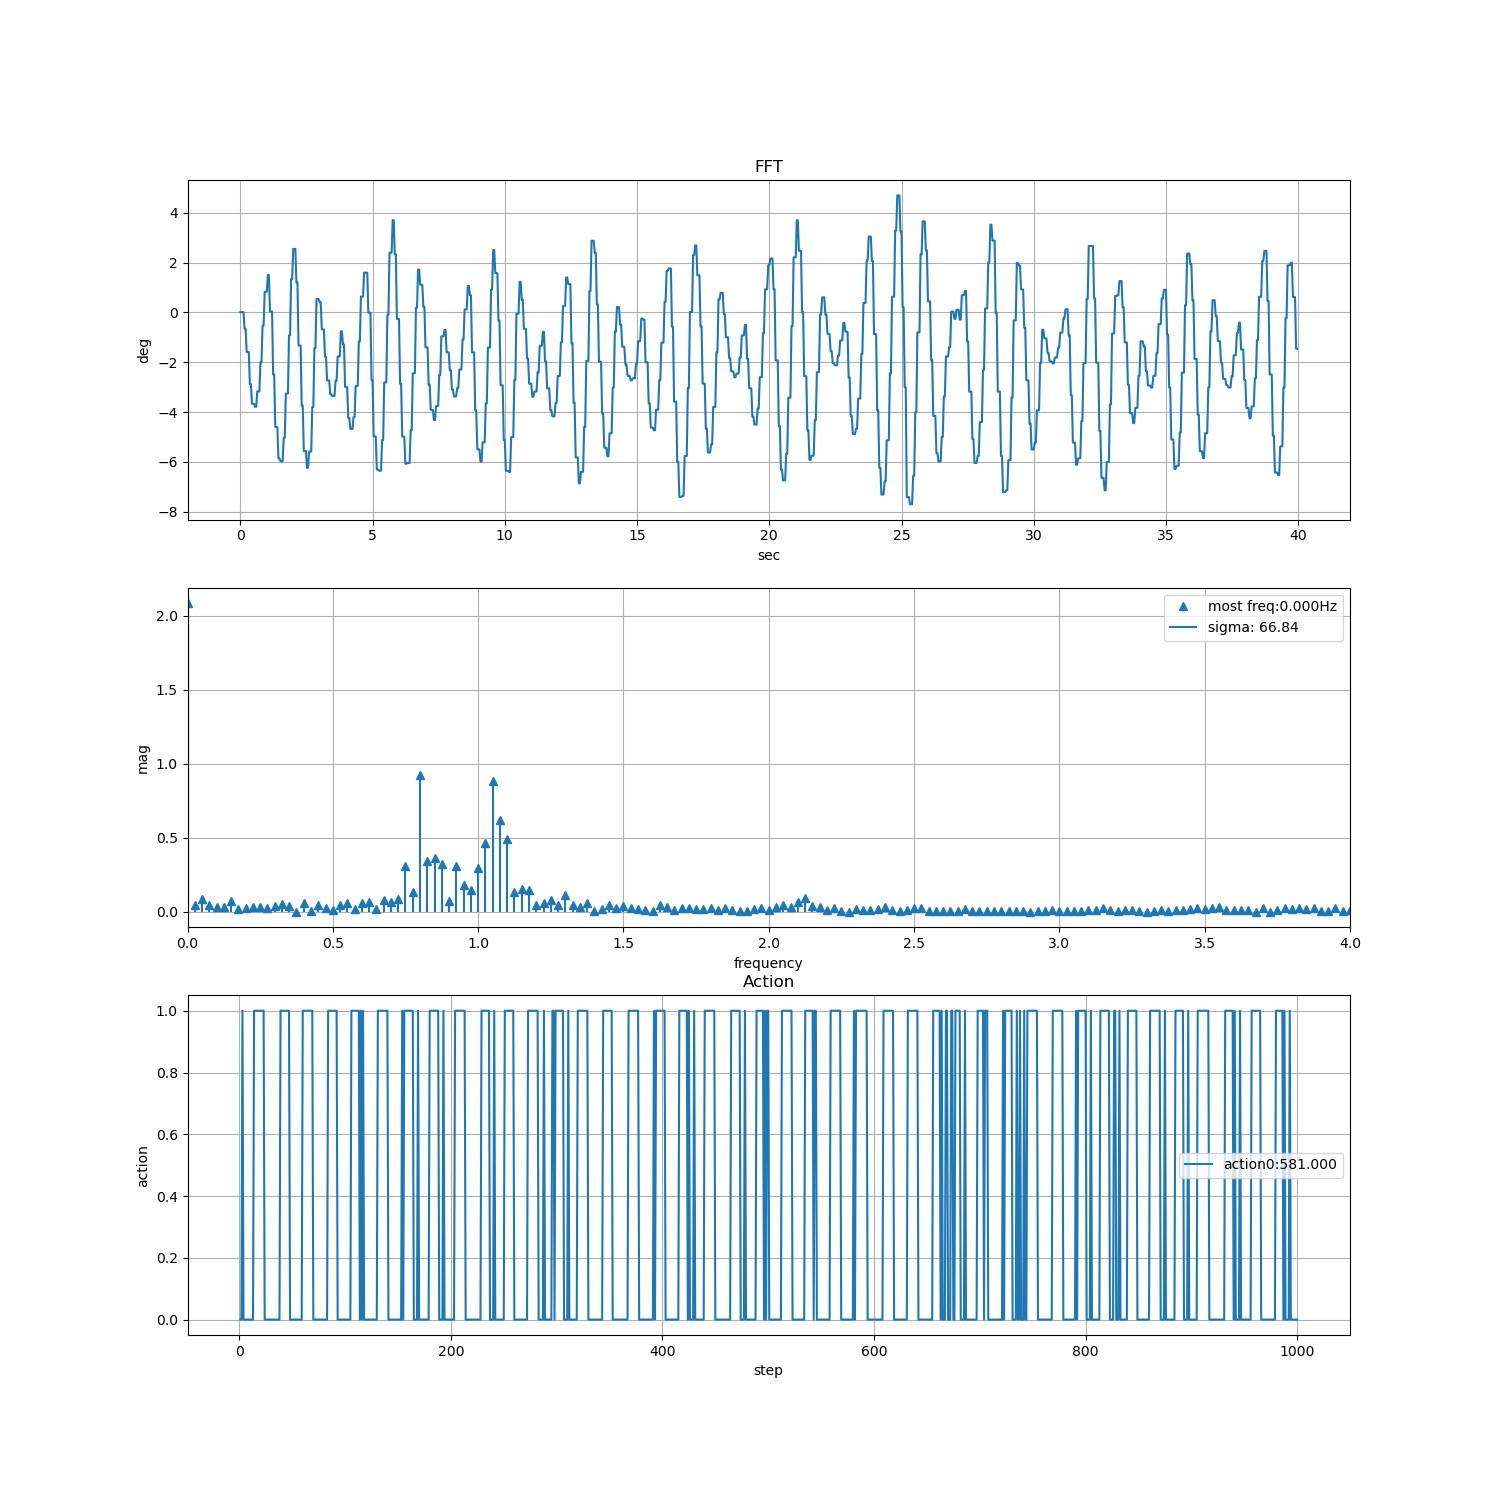 FFT
4
2
0
−2
−4
−6
−8
deg
0 5 10 15 20 25 30 35 40
sec
2.0
1.5
1.0
0.5
0.0
mag
most freq:0.000Hz
sigma: 66.84
0.0 0.5 1.0 1.5 2.0 2.5 3.0 3.5 4.0
frequency
Action
1.0
0.8
0.6
0.4
0.2
0.0
action
action0:581.000
0 200 400 600 800 1000
step